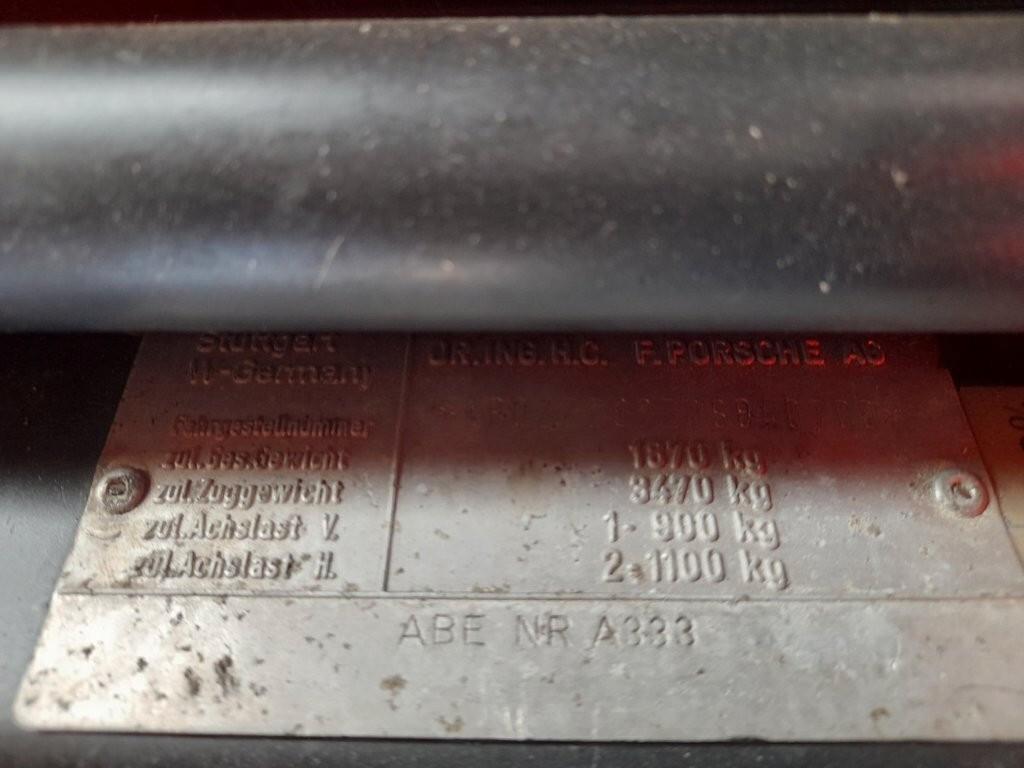 Stuttgart DR.ING.H.C. F.PORSCHE AG
W-Germany
Fahrgestellnummer
zul.Ges.Gewicht 1670 kg
zul.Zuggewicht 3470 kg
zul.Achslast V. 1- 900 kg
zul.Achslast H. 2-1100 kg
ABE NR A333